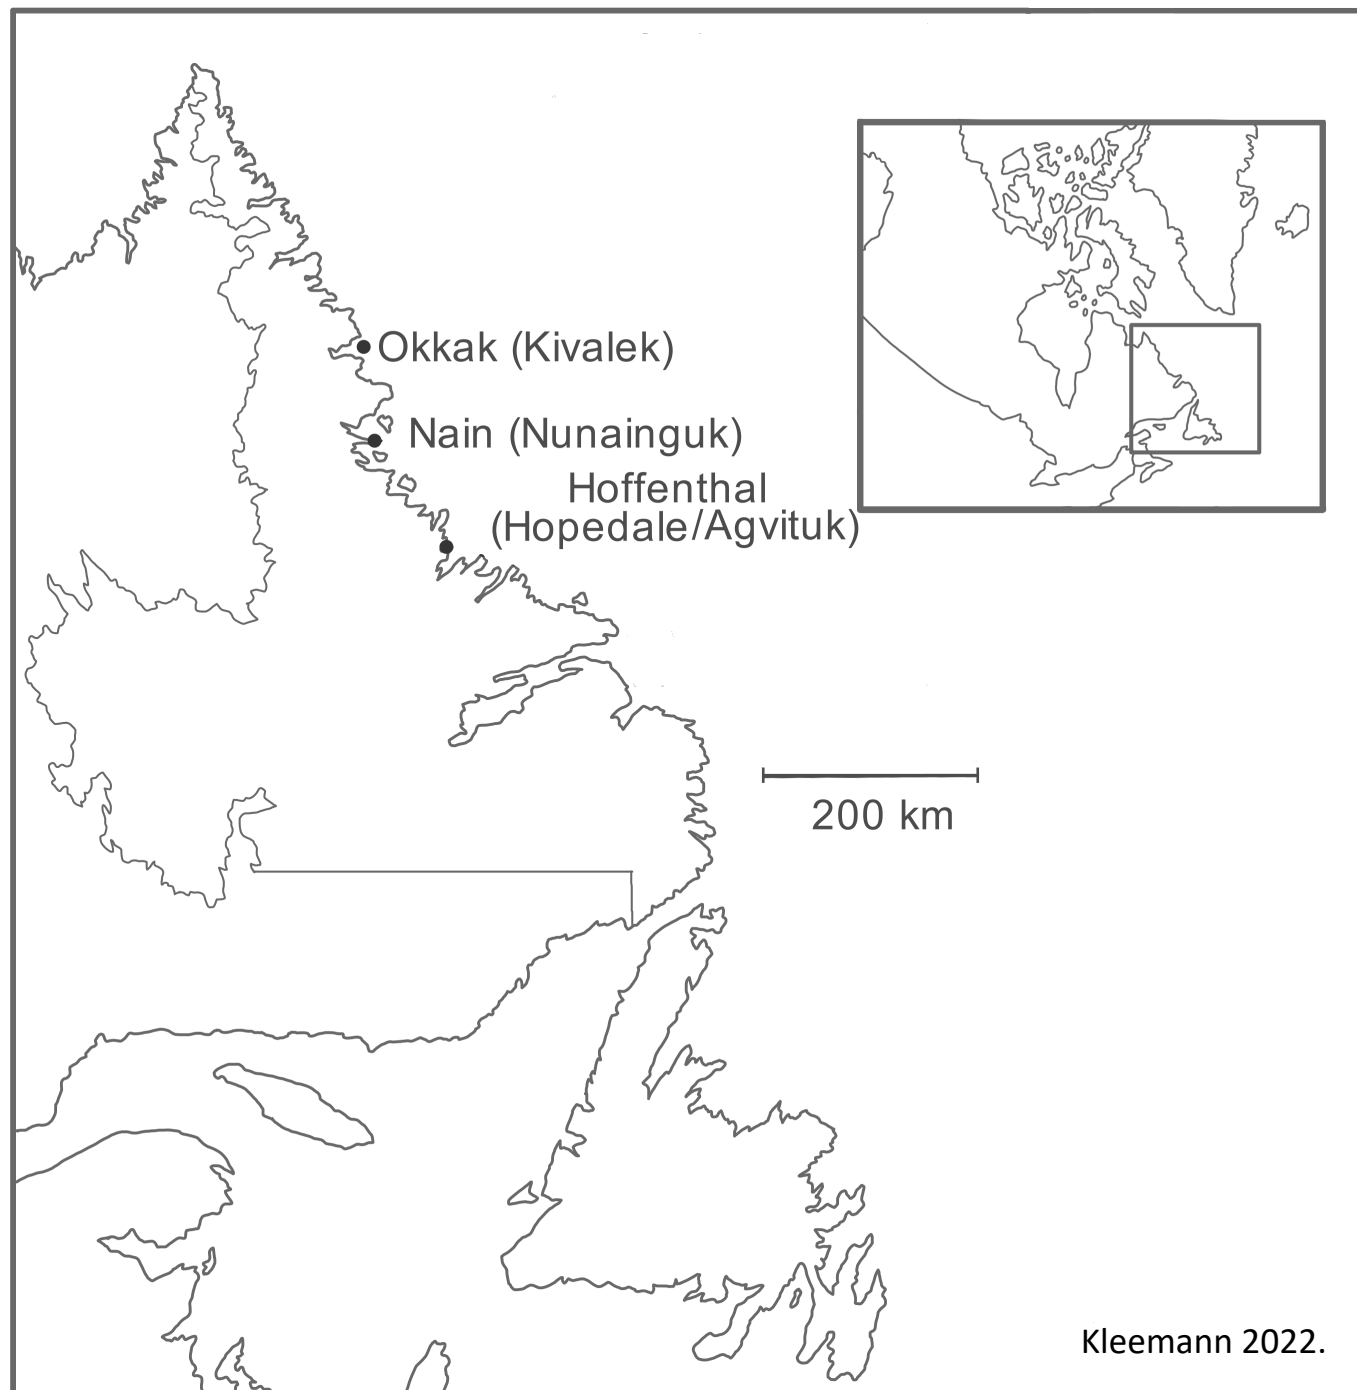 Okkak (Kivalek)
Nain (Nunainguk)
Hoffenthal
(Hopedale/Agvituk)
200 km
Kleemann 2022.